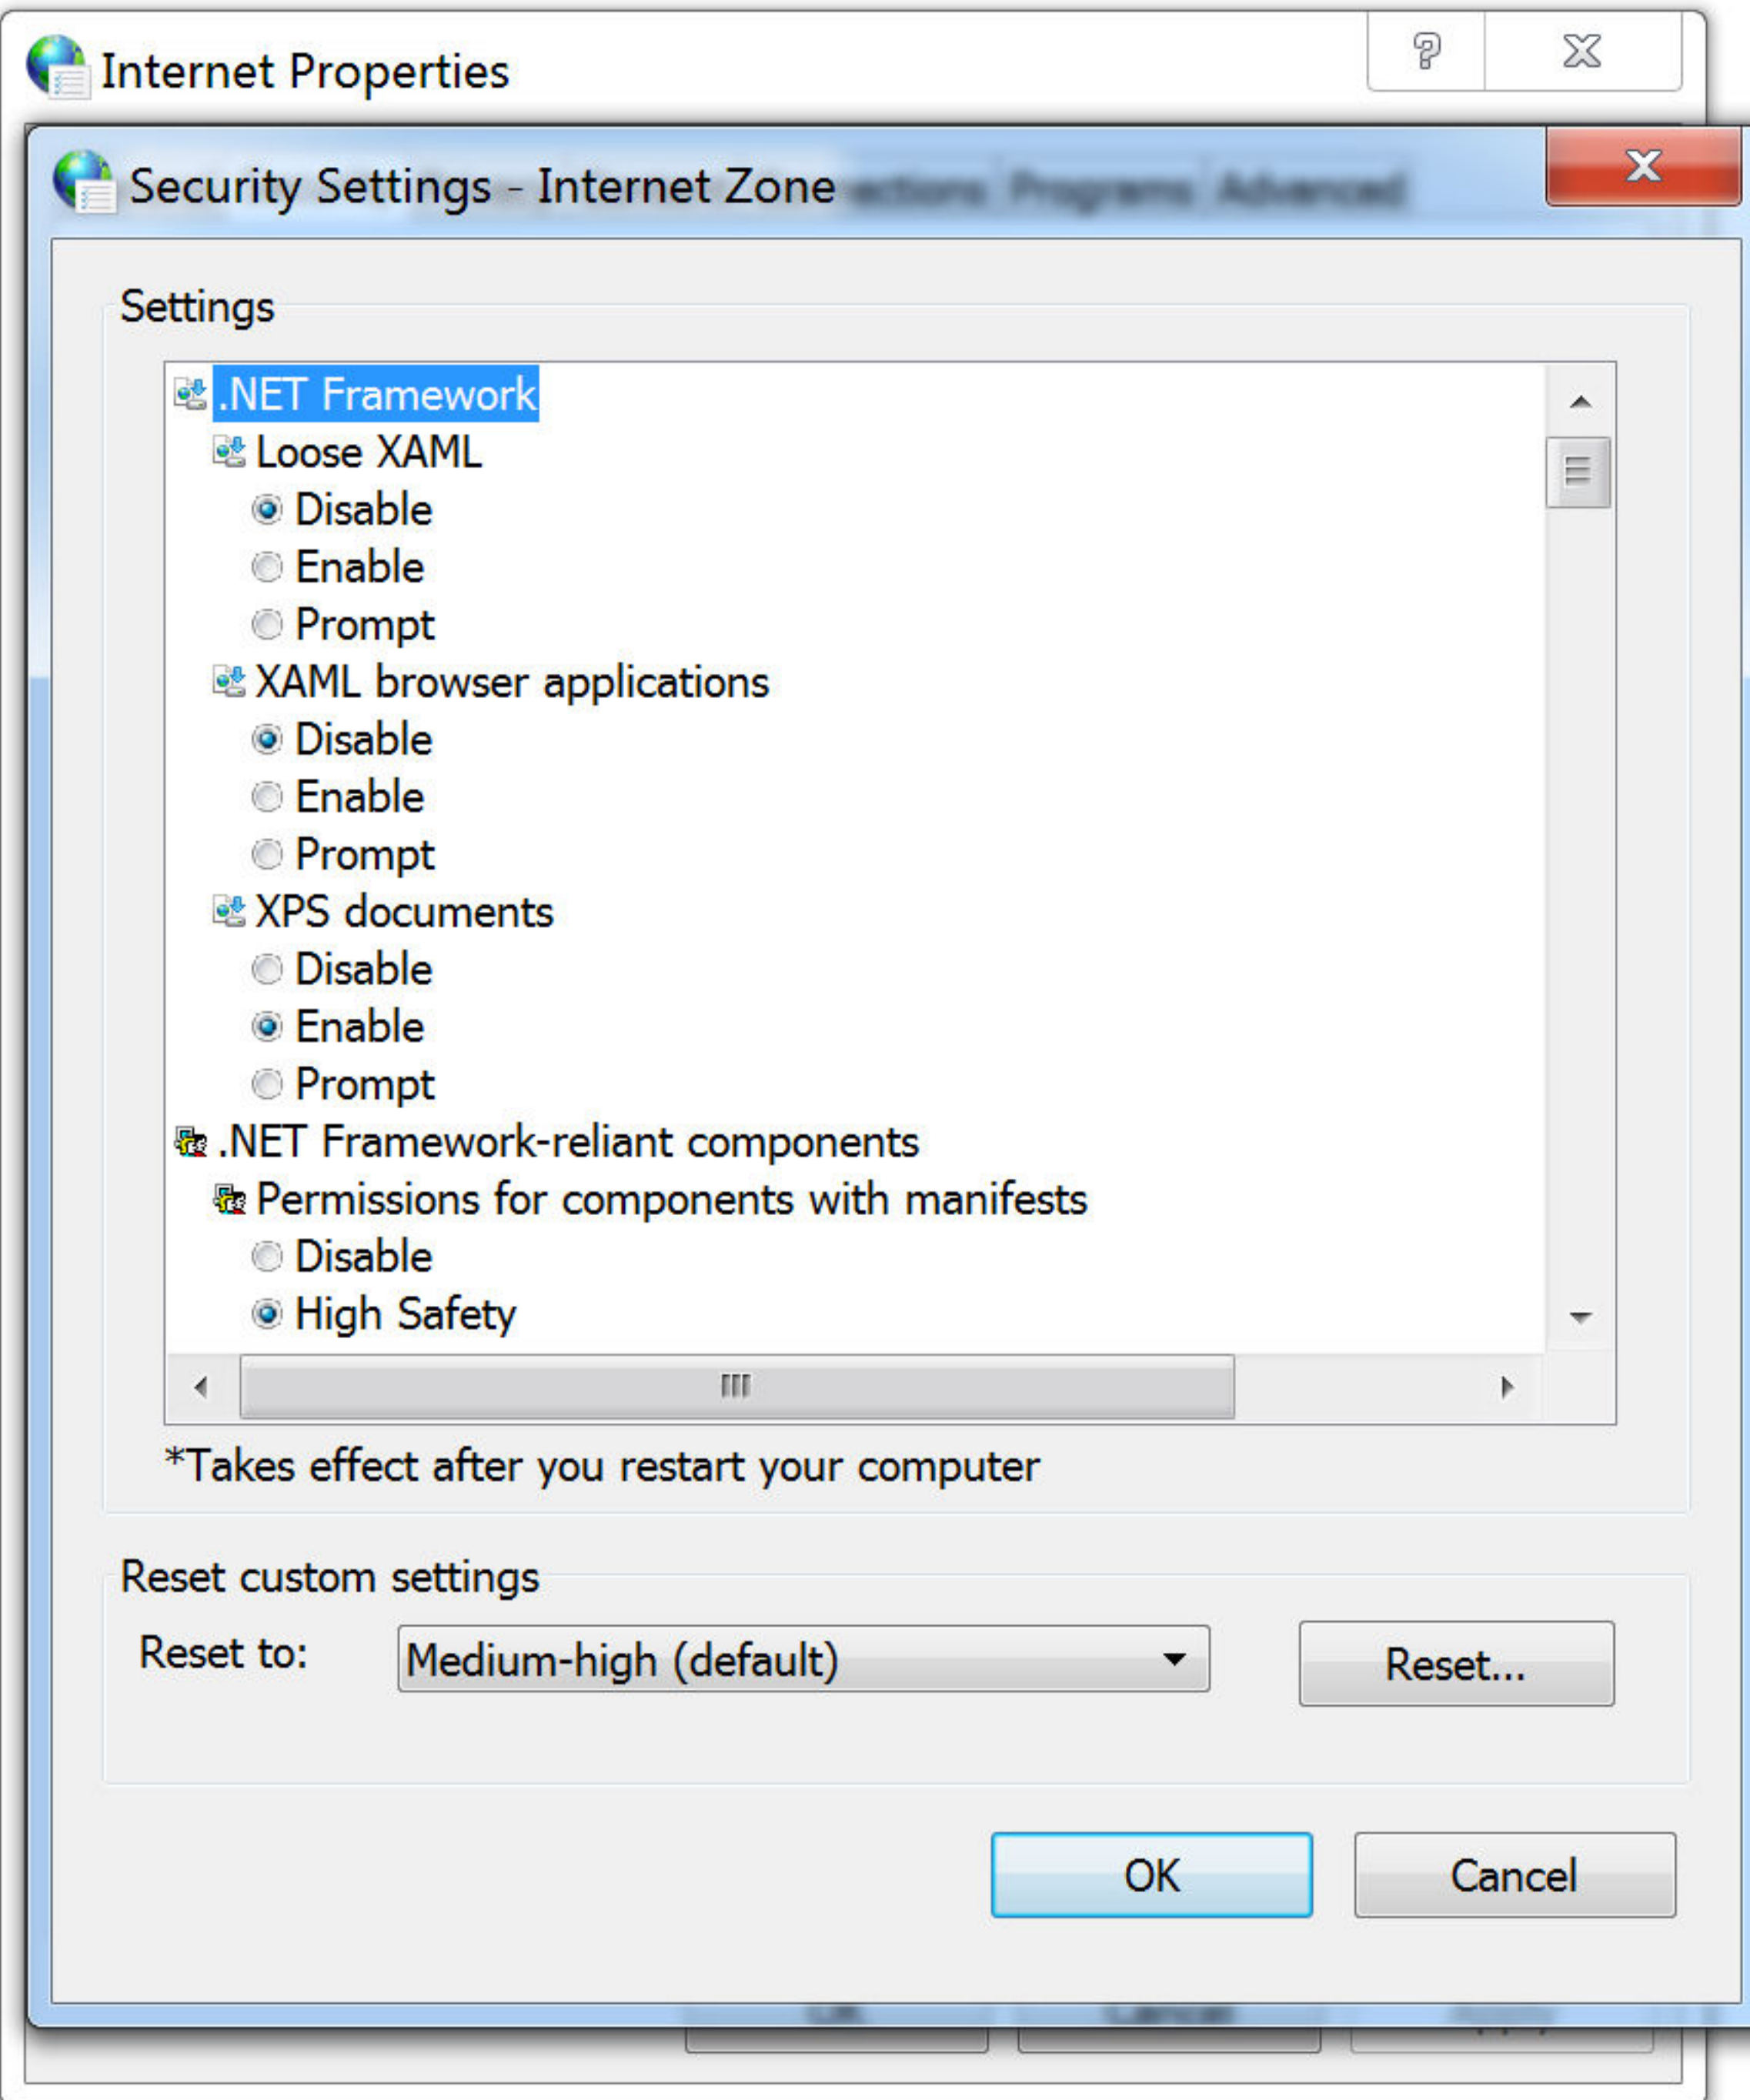 Internet Properties
Security Settings - Internet Zone
Programs Advanced
Settings
.NET Framework
Loose XAML
Disable
Enable
Prompt
XAML browser applications
Disable
Enable
Prompt
XPS documents
Disable
Enable
Prompt
.NET Framework-reliant components
Permissions for components with manifests
Disable
High Safety
*Takes effect after you restart your computer
Reset custom settings
Reset to:
Medium-high (default)
Reset...
OK
Cancel